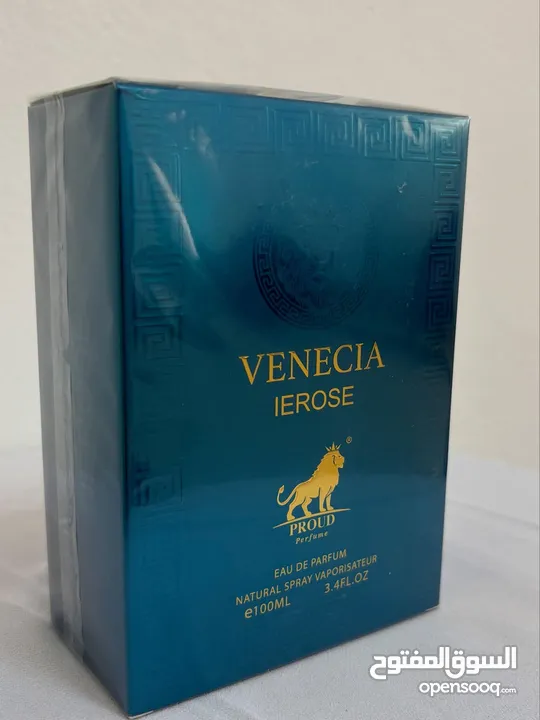 VENECIA
IEROSE
®
PROUD
Perfume
EAU DE PARFUM
NATURAL SPRAY VAPORISATEUR
e100ML 3.4FL.OZ
السوق المفتوح
opensooq.com